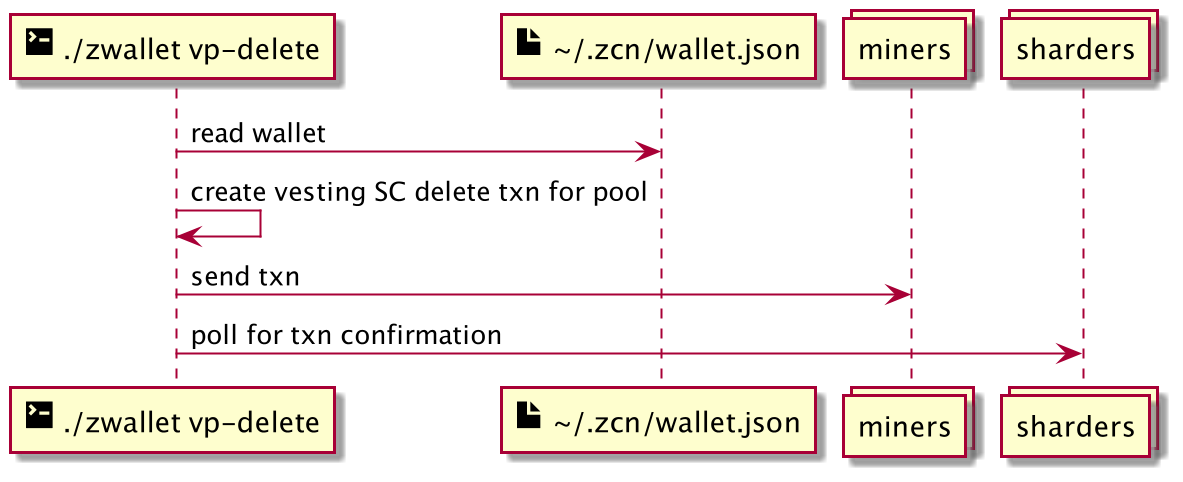 ./zwallet vp-delete
~/.zcn/wallet.json
miners
sharders
read wallet
create vesting SC delete txn for pool
send txn
poll for txn confirmation
./zwallet vp-delete
~/.zcn/wallet.json
miners
sharders